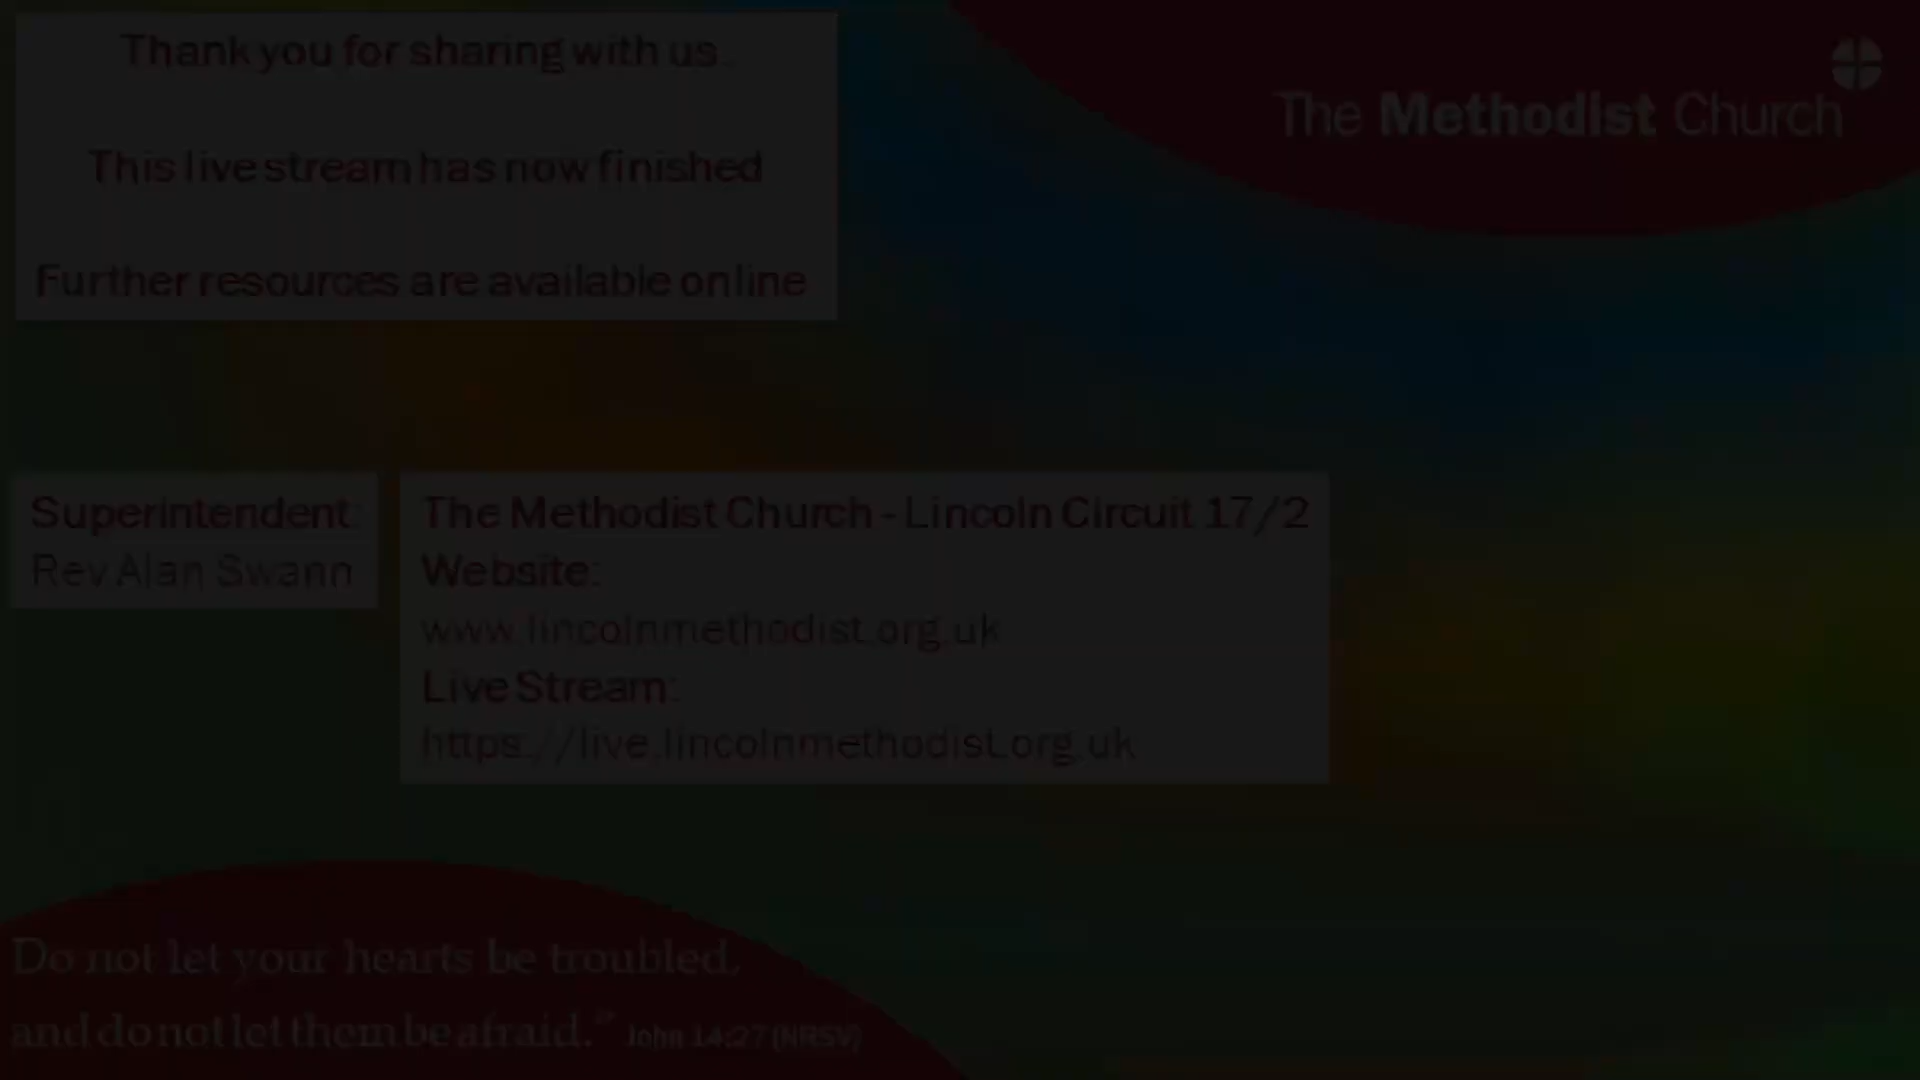 Thank you for sharing with us.
This live stream has now finished
Further resources are available online
The Methodist Church
Superintendent:
Rev Alan Swann
The Methodist Church - Lincoln Circuit 17/2
Website:
www.lincolnmethodist.org.uk
Live Stream:
https://live.lincolnmethodist.org.uk
Do not let your hearts be troubled,
and do not let them be afraid.” John 14:27 (NRSV)